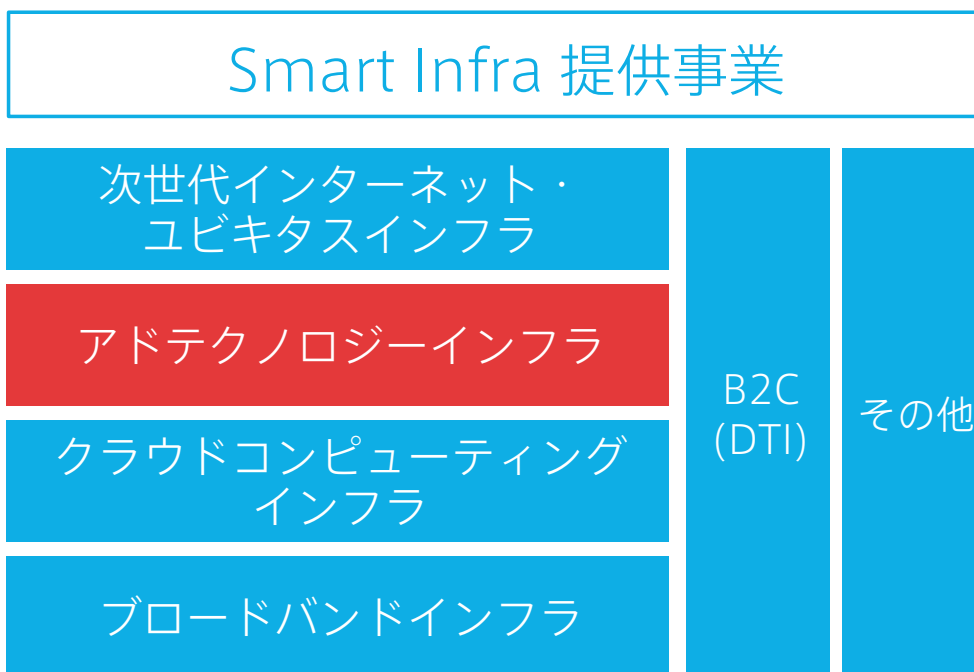 Smart Infra 提供事業
次世代インターネット・
ユビキタスインフラ
アドテクノロジーインフラ
クラウドコンピューティング
インフラ
ブロードバンドインフラ
B2C
(DTI)
その他